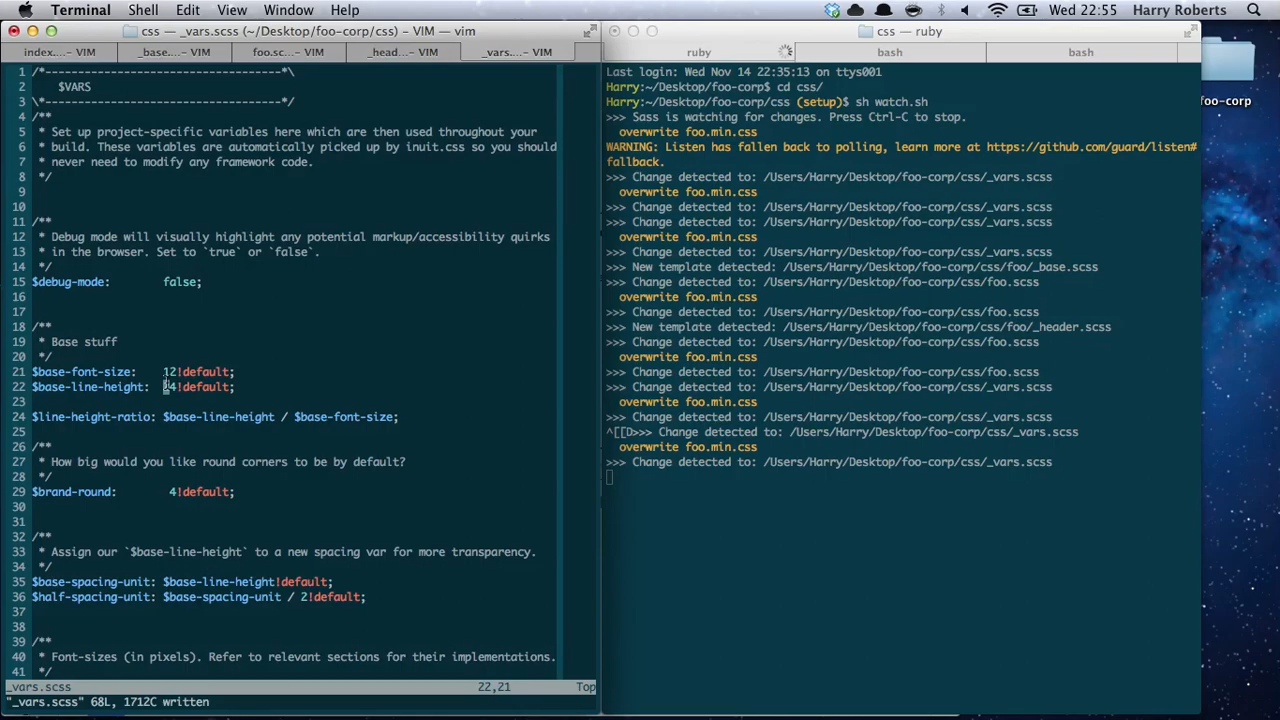 Terminal Shell Edit View Window Help
Wed 22:55 Harry Roberts
css — _vars.scss (~/Desktop/foo-corp/css) – VIM — vim
index.... – VIM
_base.... – VIM
foo.sc... – VIM
_head... – VIM
_vars.... – VIM
1 /*-----------------------------------*\
2 $VARS
3 \*-----------------------------------*/
4 /**
5 * Set up project-specific variables here which are then used throughout your
6 * build. These variables are automatically picked up by inuit.css so you should
7 * never need to modify any framework code.
8 */
9
10
11 /**
12 * Debug mode will visually highlight any potential markup/accessibility quirks
13 * in the browser. Set to `true` or `false`.
14 */
15 $debug-mode: false;
16
17
18 /**
19 * Base stuff
20 */
21 $base-font-size: 12!default;
22 $base-line-height: 14!default;
23
24 $line-height-ratio: $base-line-height / $base-font-size;
25
26 /**
27 * How big would you like round corners to be by default?
28 */
29 $brand-round: 4!default;
30
31
32 /**
33 * Assign our `$base-line-height` to a new spacing var for more transparency.
34 */
35 $base-spacing-unit: $base-line-height!default;
36 $half-spacing-unit: $base-spacing-unit / 2!default;
37
38
39 /**
40 * Font-sizes (in pixels). Refer to relevant sections for their implementations.
41 */
_vars.scss 22,21 Top
"_vars.scss" 68L, 1712C written
css — ruby
ruby
bash
bash
Last login: Wed Nov 14 22:35:13 on ttys001
Harry:~/Desktop/foo-corp$ cd css/
Harry:~/Desktop/foo-corp/css (setup)$ sh watch.sh
>>> Sass is watching for changes. Press Ctrl-C to stop.
overwrite foo.min.css
WARNING: Listen has fallen back to polling, learn more at https://github.com/guard/listen#
fallback.
>>> Change detected to: /Users/Harry/Desktop/foo-corp/css/_vars.scss
overwrite foo.min.css
>>> Change detected to: /Users/Harry/Desktop/foo-corp/css/_vars.scss
>>> Change detected to: /Users/Harry/Desktop/foo-corp/css/_vars.scss
overwrite foo.min.css
>>> Change detected to: /Users/Harry/Desktop/foo-corp/css/_vars.scss
>>> New template detected: /Users/Harry/Desktop/foo-corp/css/foo/_base.scss
>>> Change detected to: /Users/Harry/Desktop/foo-corp/css/foo.scss
overwrite foo.min.css
>>> Change detected to: /Users/Harry/Desktop/foo-corp/css/foo.scss
>>> New template detected: /Users/Harry/Desktop/foo-corp/css/foo/_header.scss
>>> Change detected to: /Users/Harry/Desktop/foo-corp/css/foo.scss
overwrite foo.min.css
>>> Change detected to: /Users/Harry/Desktop/foo-corp/css/foo.scss
>>> Change detected to: /Users/Harry/Desktop/foo-corp/css/_vars.scss
overwrite foo.min.css
>>> Change detected to: /Users/Harry/Desktop/foo-corp/css/_vars.scss
^[[D>>> Change detected to: /Users/Harry/Desktop/foo-corp/css/_vars.scss
overwrite foo.min.css
>>> Change detected to: /Users/Harry/Desktop/foo-corp/css/_vars.scss
foo-corp